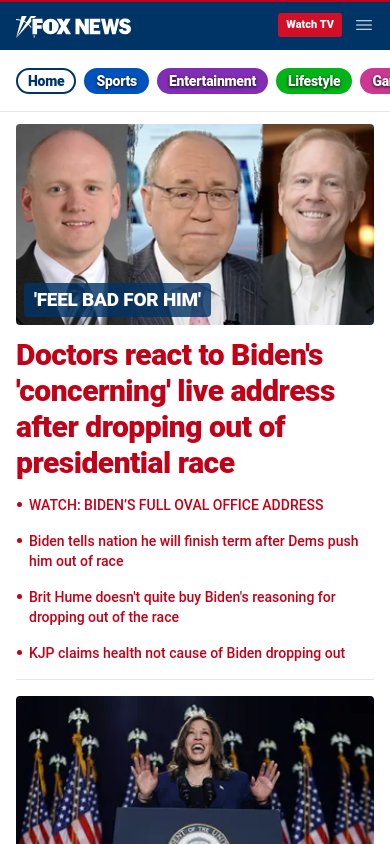 FOX NEWS
Watch TV
Home
Sports
Entertainment
Lifestyle
'FEEL BAD FOR HIM'
Doctors react to Biden's
'concerning' live address
after dropping out of
presidential race
• WATCH: BIDEN'S FULL OVAL OFFICE ADDRESS
• Biden tells nation he will finish term after Dems push
him out of race
• Brit Hume doesn't quite buy Biden's reasoning for
dropping out of the race
• KJP claims health not cause of Biden dropping out